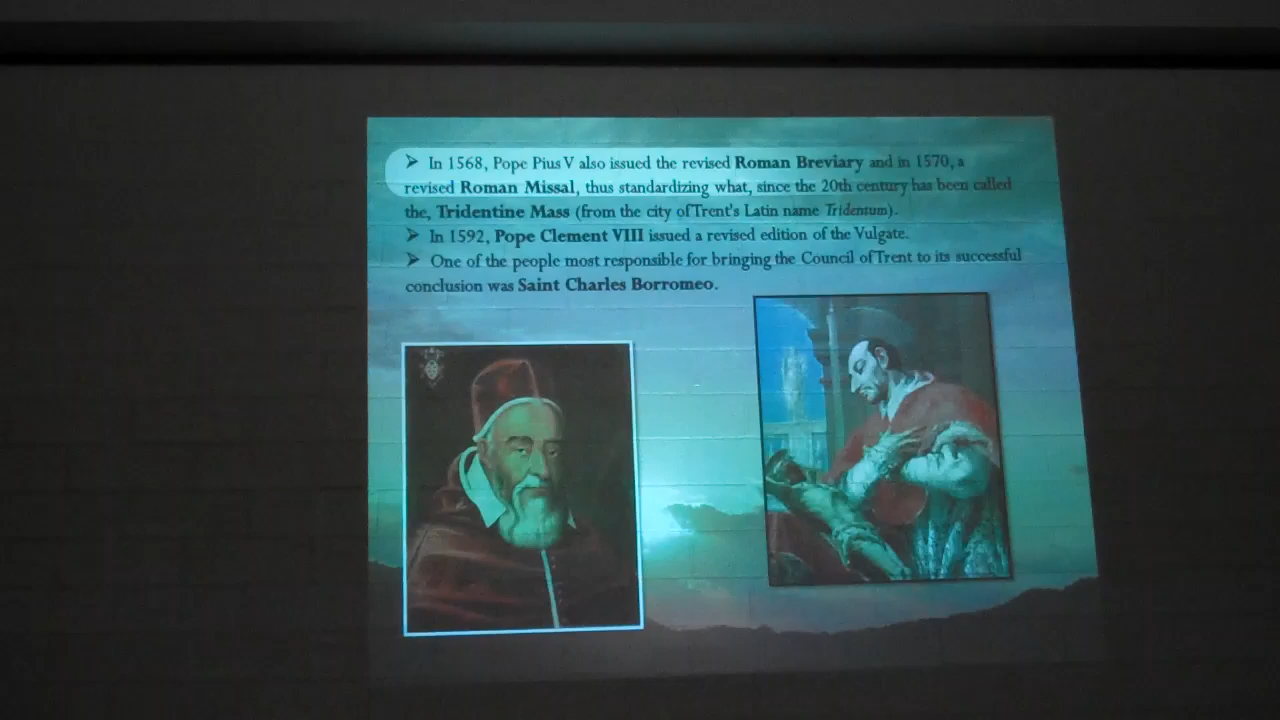 ➢ In 1568, Pope Pius V also issued the revised Roman Breviary and in 1570, a
revised Roman Missal, thus standardizing what, since the 20th century has been called
the, Tridentine Mass (from the city of Trent's Latin name Tridentum).
➢ In 1592, Pope Clement VIII issued a revised edition of the Vulgate.
➢ One of the people most responsible for bringing the Council of Trent to its successful
conclusion was Saint Charles Borromeo.